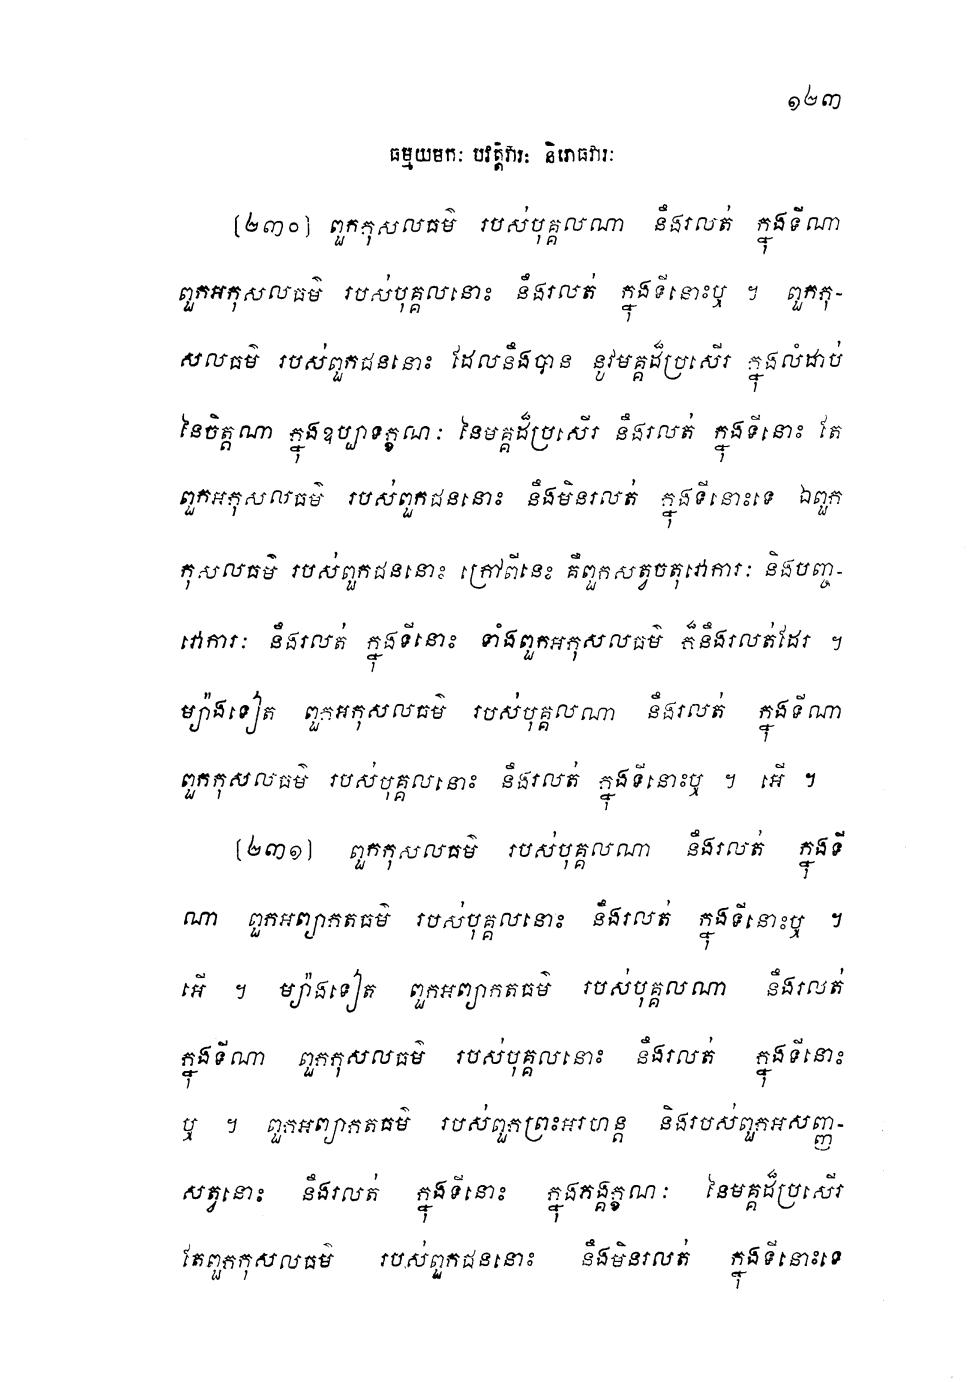 ១២៣
ធម្មយមកៈ បវត្តិវារៈ និរោធវារៈ
(២៣០) ពួកកុសលធម៌ របស់បុគ្គលណា នឹងរលត់ ក្នុងទីណា
ពួកអកុសលធម៌ របស់បុគ្គលនោះ នឹងរលត់ ក្នុងទីនោះឬ ។ ពួកកុ-
សលធម៌ របស់ពួកជននោះ ដែលនឹងបាន នូវមគ្គដ៏ប្រសើរ ក្នុងលំដាប់
នៃចិត្តណា ក្នុងឧប្បាទក្ខណៈ នៃមគ្គដ៏ប្រសើរ នឹងរលត់ ក្នុងទីនោះ តែ
ពួកអកុសលធម៌ របស់ពួកជននោះ នឹងមិនរលត់ ក្នុងទីនោះទេ ឯពួក
កុសលធម៌ របស់ពួកជននោះ ក្រៅពីនេះ គឺពួកសត្វចតុវោការៈ និងបញ្ច-
វោការៈ នឹងរលត់ ក្នុងទីនោះ ទាំងពួកអកុសលធម៌ ក៏នឹងរលត់ដែរ ។
ម្យ៉ាងទៀត ពួកអកុសលធម៌ របស់បុគ្គលណា នឹងរលត់ ក្នុងទីណា
ពួកកុសលធម៌ របស់បុគ្គលនោះ នឹងរលត់ ក្នុងទីនោះឬ ។ អើ ។
(២៣១) ពួកកុសលធម៌ របស់បុគ្គលណា នឹងរលត់ ក្នុងទី
ណា ពួកអព្យាកតធម៌ របស់បុគ្គលនោះ នឹងរលត់ ក្នុងទីនោះឬ ។
អើ ។ ម្យ៉ាងទៀត ពួកអព្យាកតធម៌ របស់បុគ្គលណា នឹងរលត់
ក្នុងទីណា ពួកកុសលធម៌ របស់បុគ្គលនោះ នឹងរលត់ ក្នុងទីនោះ
ឬ ។ ពួកអព្យាកតធម៌ របស់ពួកព្រះអរហន្ត និងរបស់ពួកអសញ្ញ-
សត្វនោះ នឹងរលត់ ក្នុងទីនោះ ក្នុងភង្គក្ខណៈ នៃមគ្គដ៏ប្រសើរ
តែពួកកុសលធម៌ របស់ពួកជននោះ នឹងមិនរលត់ ក្នុងទីនោះទេ